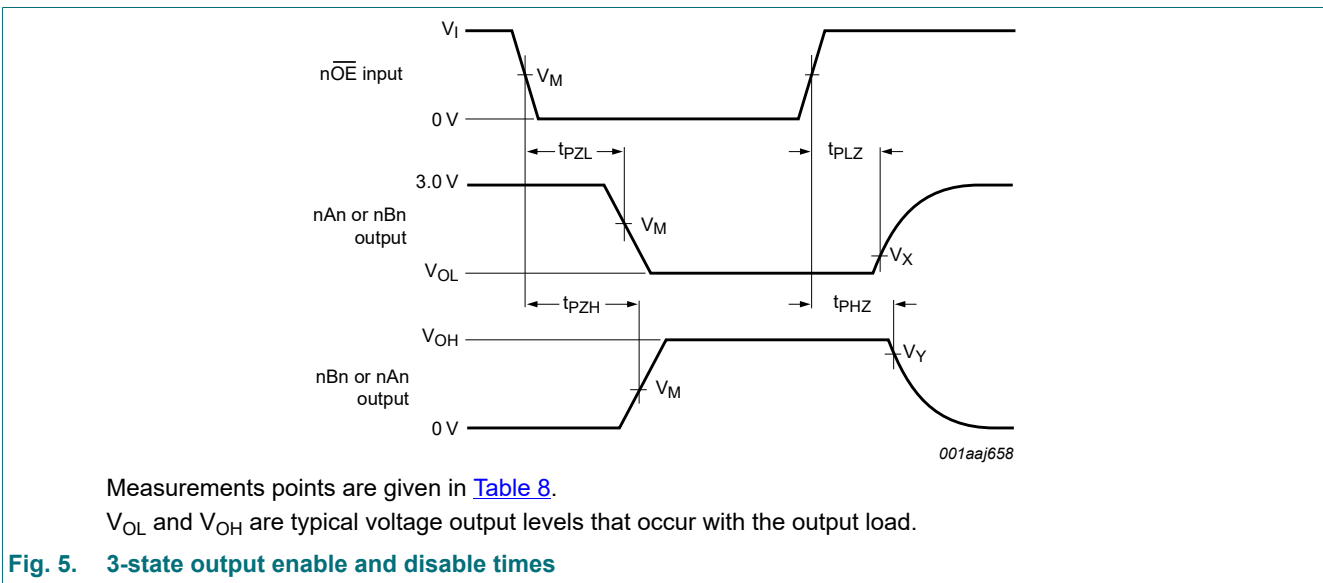 V_I
nO̅E̅ input
V_M
0 V
t_PZL
t_PLZ
3.0 V
nAn or nBn
output
V_M
V_OL
V_X
t_PZH
t_PHZ
V_OH
V_Y
nBn or nAn
output
V_M
0 V
001aaj658
Measurements points are given in Table 8.
V_OL and V_OH are typical voltage output levels that occur with the output load.
Fig. 5. 3-state output enable and disable times